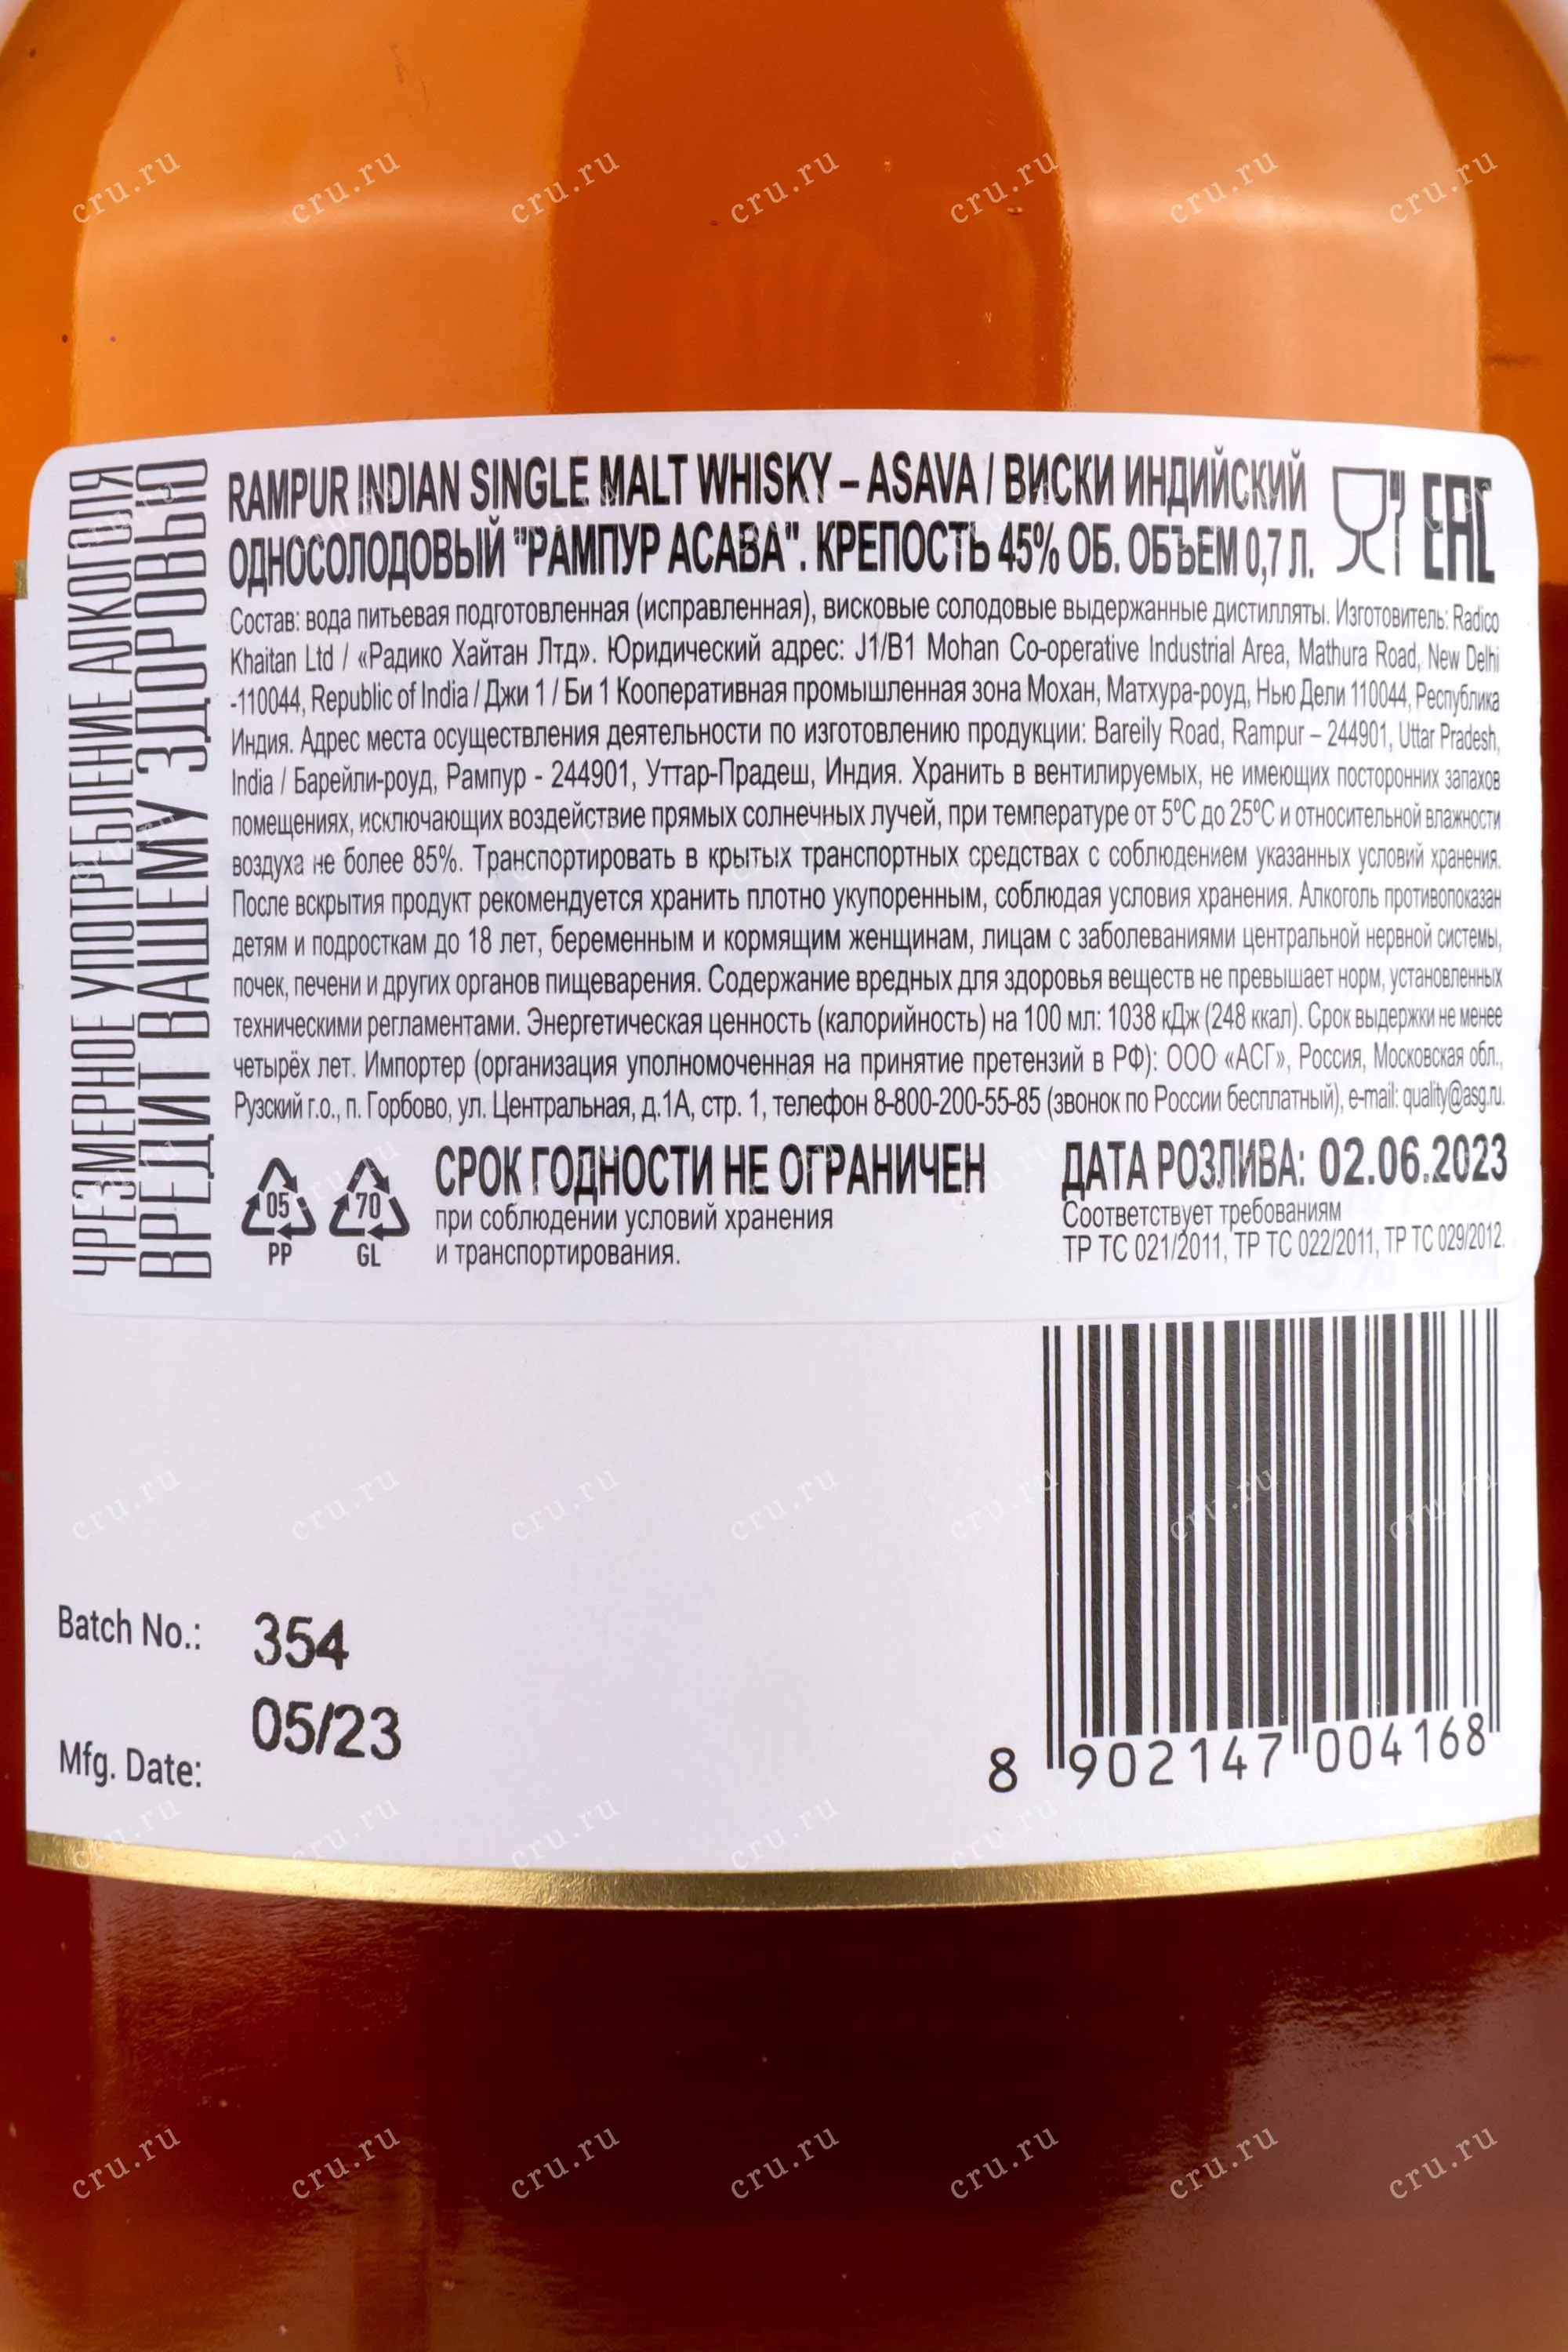 ЧРЕЗМЕРНОЕ УПОТРЕБЛЕНИЕ АЛКОГОЛЯ
ВРЕДИТ ВАШЕМУ ЗДОРОВЬЮ
RAMPUR INDIAN SINGLE MALT WHISKY – ASAVA / ВИСКИ ИНДИЙСКИЙ
ОДНОСОЛОДОВЫЙ "РАМПУР АСАВА". КРЕПОСТЬ 45% ОБ. ОБЪЕМ 0,7 Л.
EAC
Состав: вода питьевая подготовленная (исправленная), висковые солодовые выдержанные дистилляты. Изготовитель: Radico
Khaitan Ltd / «Радико Хайтан Лтд». Юридический адрес: J1/B1 Mohan Co-operative Industrial Area, Mathura Road, New Delhi
-110044, Republic of India / Джи 1 / Би 1 Кооперативная промышленная зона Мохан, Матхура-роуд, Нью Дели 110044, Республика
Индия. Адрес места осуществления деятельности по изготовлению продукции: Bareily Road, Rampur – 244901, Uttar Pradesh,
India / Барейли-роуд, Рампур - 244901, Уттар-Прадеш, Индия. Хранить в вентилируемых, не имеющих посторонних запахов
помещениях, исключающих воздействие прямых солнечных лучей, при температуре от 5ºС до 25ºС и относительной влажности
воздуха не более 85%. Транспортировать в крытых транспортных средствах с соблюдением указанных условий хранения.
После вскрытия продукт рекомендуется хранить плотно укупоренным, соблюдая условия хранения. Алкоголь противопоказан
детям и подросткам до 18 лет, беременным и кормящим женщинам, лицам с заболеваниями центральной нервной системы,
почек, печени и других органов пищеварения. Содержание вредных для здоровья веществ не превышает норм, установленных
техническими регламентами. Энергетическая ценность (калорийность) на 100 мл: 1038 кДж (248 ккал). Срок выдержки не менее
четырёх лет. Импортер (организация уполномоченная на принятие претензий в РФ): ООО «АСГ», Россия, Московская обл.,
Рузский г.о., п. Горбово, ул. Центральная, д.1А, стр. 1, телефон 8-800-200-55-85 (звонок по России бесплатный), e-mail: quality@asg.ru.
05 PP
70 GL
СРОК ГОДНОСТИ НЕ ОГРАНИЧЕН
при соблюдении условий хранения
и транспортирования.
ДАТА РОЗЛИВА: 02.06.2023
Соответствует требованиям
ТР ТС 021/2011, ТР ТС 022/2011, ТР ТС 029/2012.
Batch No.: 354
Mfg. Date: 05/23
8 902147 004168
cru.ru